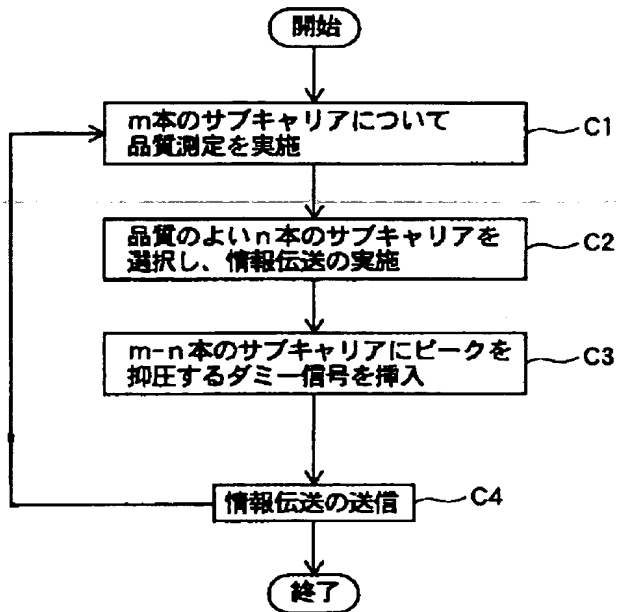 開始
m本のサブキャリアについて
品質測定を実施
C1
品質のよいn本のサブキャリアを
選択し、情報伝送の実施
C2
m-n本のサブキャリアにピークを
抑圧するダミー信号を挿入
C3
情報伝送の送信
C4
終了